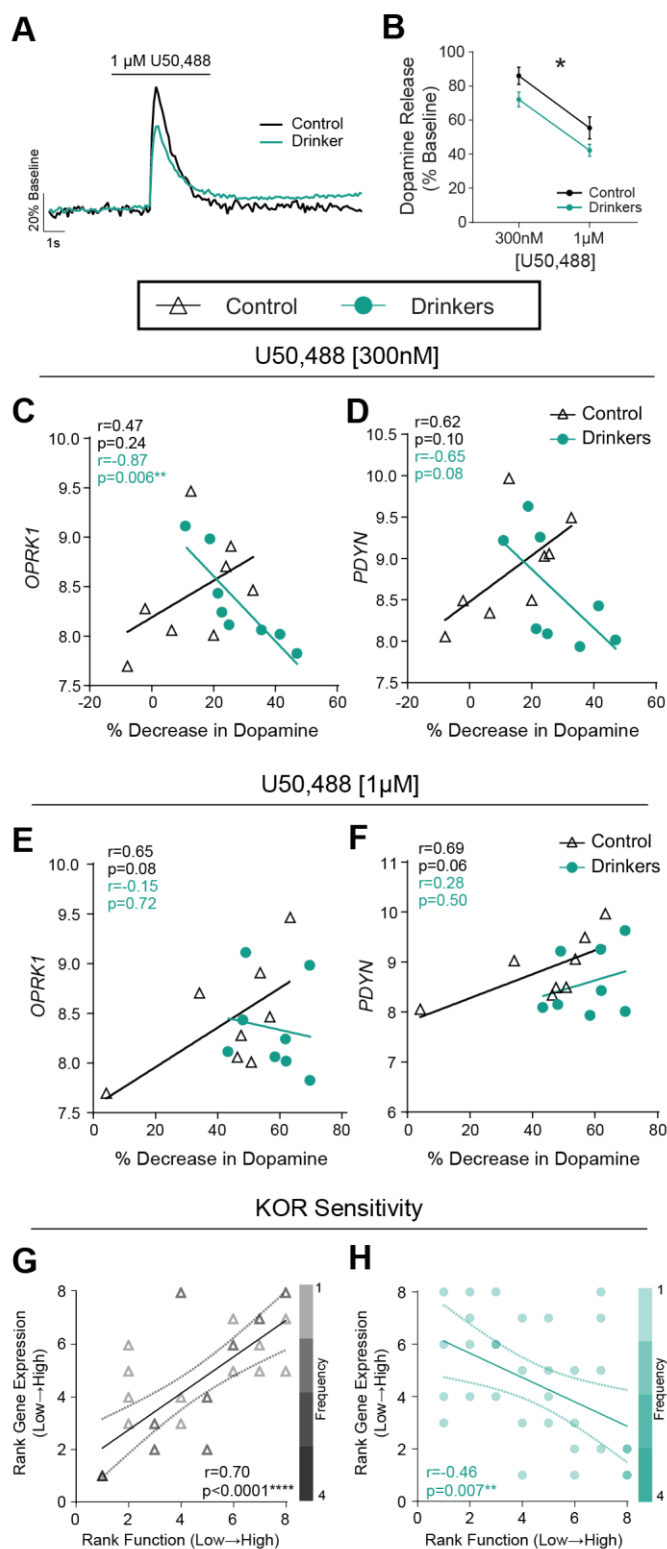 A
1 µM U50,488
Control
Drinker
20% Baseline
1s
B
*
Dopamine Release
(% Baseline)
100
80
60
40
20
0
Control
Drinkers
300nM
1µM
[U50,488]
Control
Drinkers
U50,488 [300nM]
C
r=0.47
p=0.24
r=-0.87
p=0.006**
OPRK1
10.0
9.5
9.0
8.5
8.0
7.5
-20
0
20
40
60
% Decrease in Dopamine
D
r=0.62
p=0.10
r=-0.65
p=0.08
Control
Drinkers
PDYN
10.5
10.0
9.5
9.0
8.5
8.0
7.5
-20
0
20
40
60
% Decrease in Dopamine
U50,488 [1µM]
E
r=0.65
p=0.08
r=-0.15
p=0.72
OPRK1
10.0
9.5
9.0
8.5
8.0
7.5
0
20
40
60
80
% Decrease in Dopamine
F
r=0.69
p=0.06
r=0.28
p=0.50
Control
Drinkers
PDYN
11
10
9
8
7
6
0
20
40
60
80
% Decrease in Dopamine
KOR Sensitivity
G
Rank Gene Expression
(Low→High)
8
6
4
2
0
r=0.70
p<0.0001****
0
2
4
6
8
Rank Function (Low→High)
1
Frequency
4
H
Rank Gene Expression
(Low→High)
8
7
6
5
4
3
2
1
0
r=-0.46
p=0.007**
0
2
4
6
8
Rank Function (Low→High)
1
Frequency
4